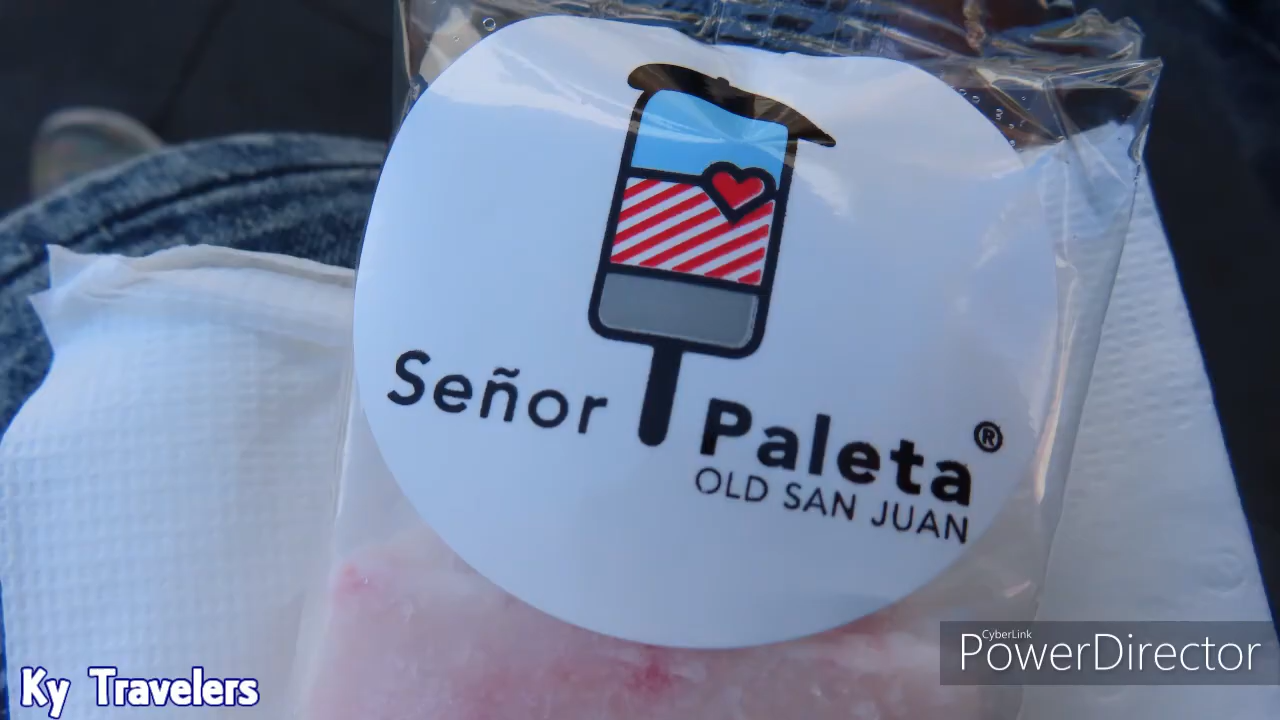 Señor Paleta®
OLD SAN JUAN
CyberLink
PowerDirector
Ky Travelers